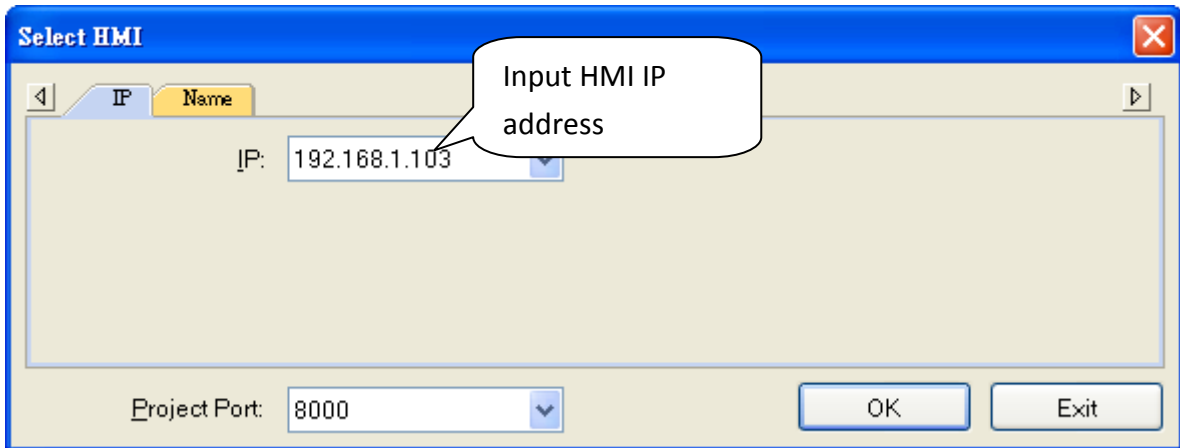 Select HMI
Input HMI IP
address
IP
Name
IP: 192.168.1.103
Project Port: 8000
OK
Exit